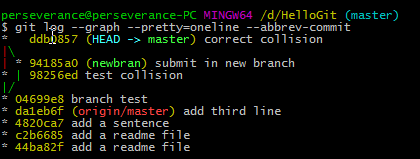 perseverance@perseverance-PC MINGW64 /d/HelloGit (master)
$ git log --graph --pretty=oneline --abbrev-commit
*   ddb0857 (HEAD -> master) correct collision
|\
| * 94185a0 (newbran) submit in new branch
* | 98256ed test collision
|/
* 04699e8 branch test
* da1eb6f (origin/master) add third line
* 4820ca7 add a sentence
* c2b6685 add a readme file
* 44ba82f add a readme file